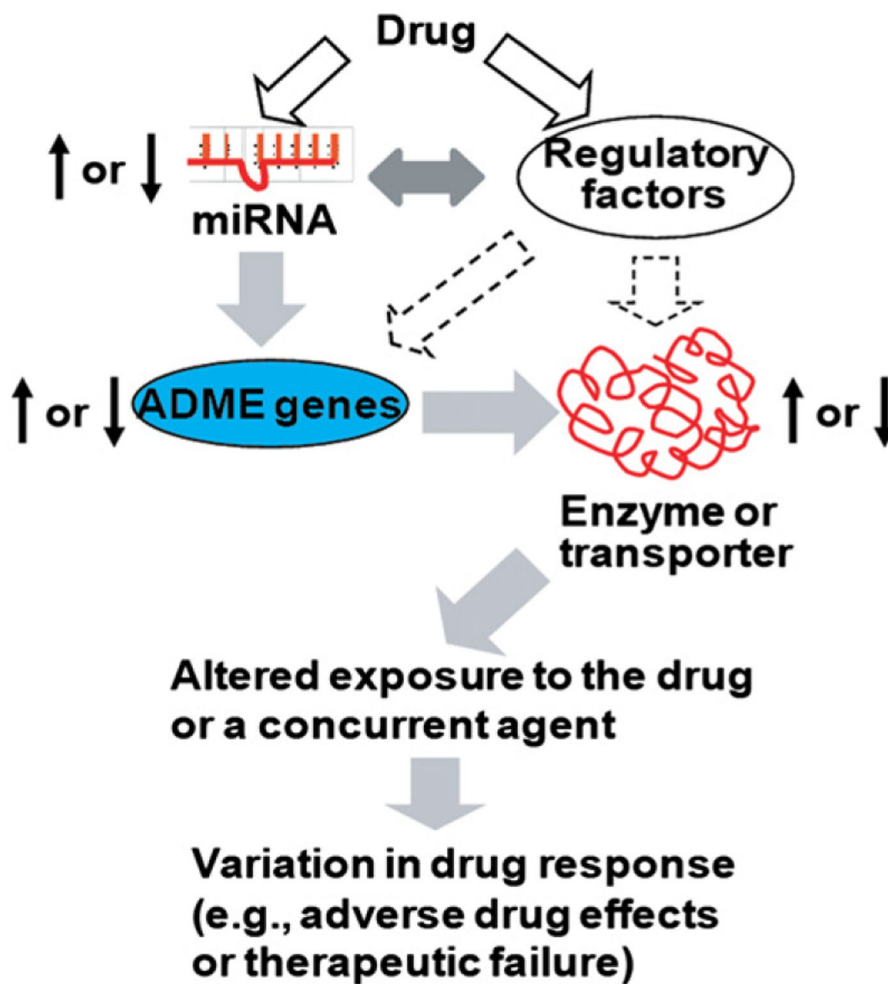 Drug
↑ or ↓
miRNA
Regulatory
factors
↑ or ↓
ADME genes
↑ or ↓
Enzyme or
transporter
Altered exposure to the drug
or a concurrent agent
Variation in drug response
(e.g., adverse drug effects
or therapeutic failure)